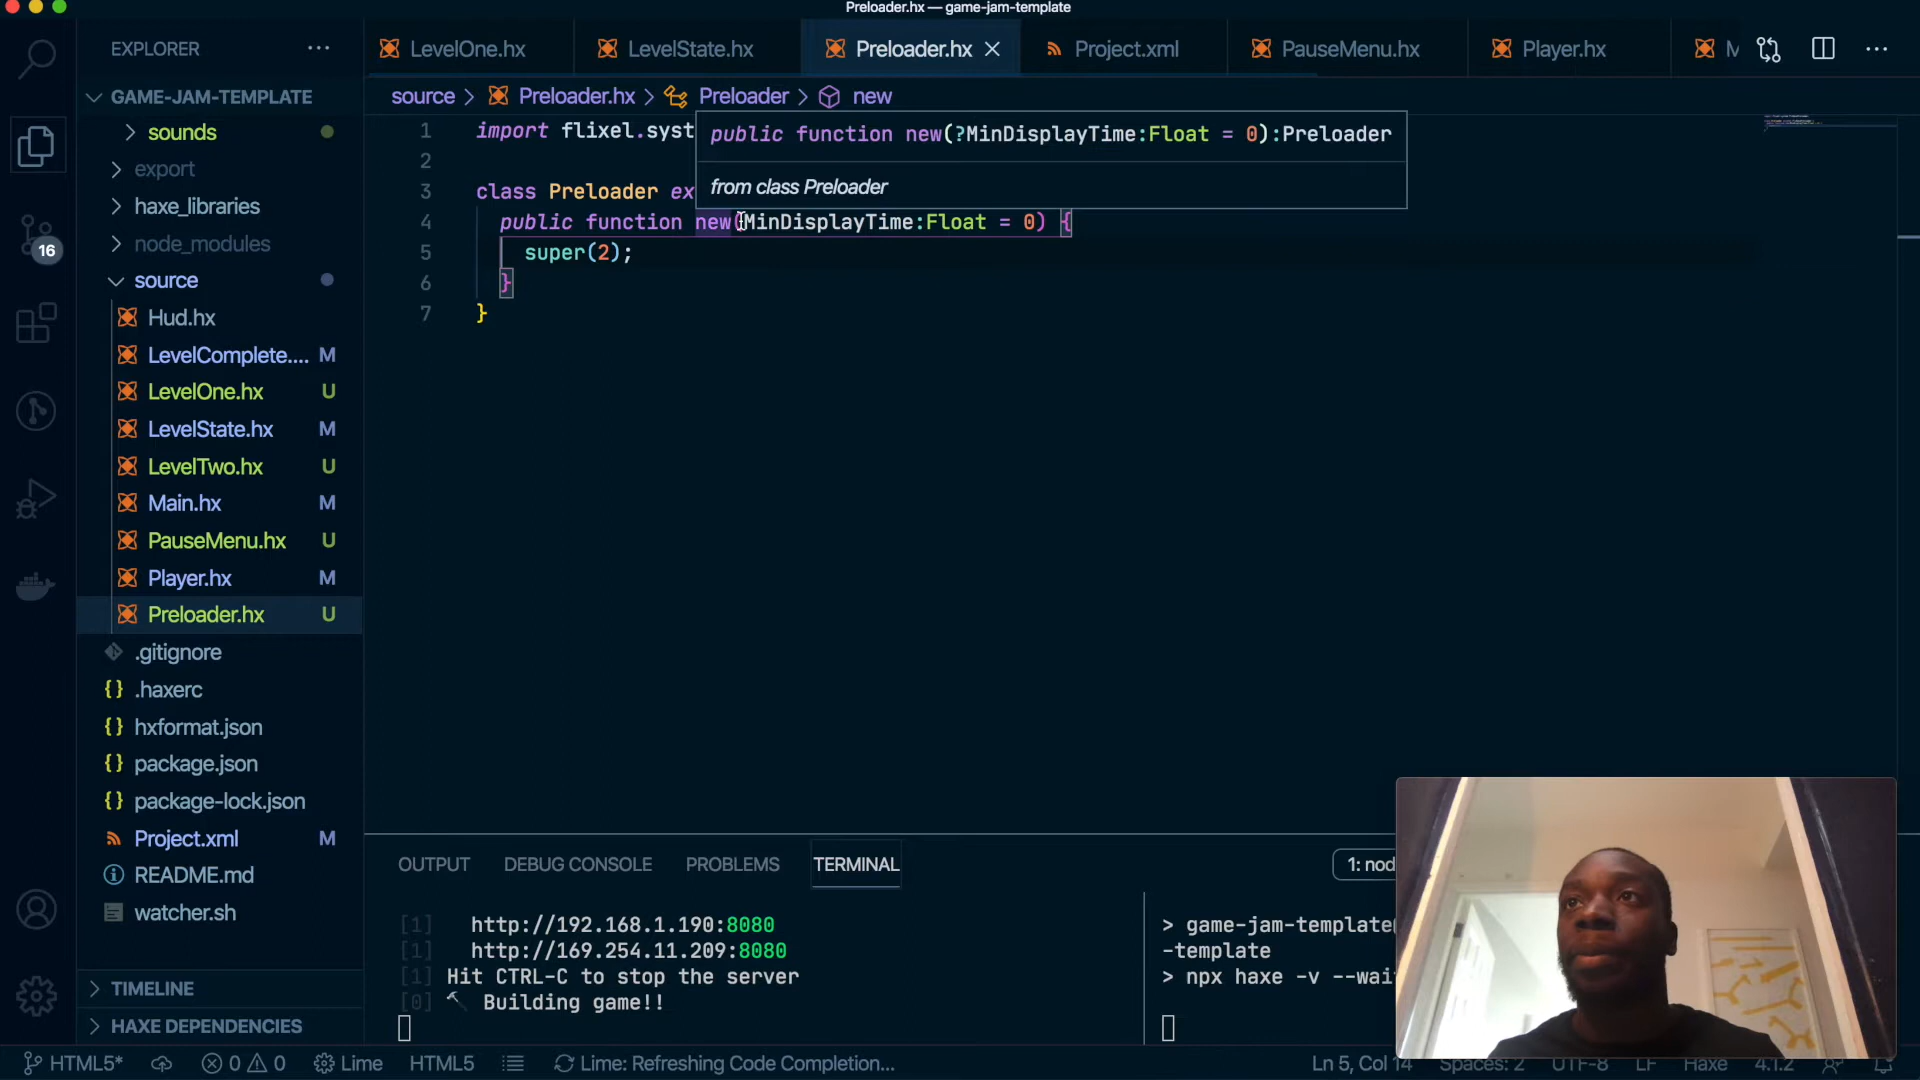 Preloader.hx — game-jam-template
EXPLORER
LevelOne.hx
LevelState.hx
Preloader.hx
Project.xml
PauseMenu.hx
Player.hx
M
GAME-JAM-TEMPLATE
source > Preloader.hx > Preloader > new
sounds
export
haxe_libraries
node_modules
source
Hud.hx
LevelComplete.... M
LevelOne.hx U
LevelState.hx M
LevelTwo.hx U
Main.hx M
PauseMenu.hx U
Player.hx M
Preloader.hx U
.gitignore
.haxerc
hxformat.json
package.json
package-lock.json
Project.xml M
README.md
watcher.sh
TIMELINE
HAXE DEPENDENCIES
16
1 import flixel.syst
2
3 class Preloader ex
4 public function new(MinDisplayTime:Float = 0) {
5 super(2);
6 }
7 }
public function new(?MinDisplayTime:Float = 0):Preloader
from class Preloader
OUTPUT DEBUG CONSOLE PROBLEMS TERMINAL
1: nod
[1] http://192.168.1.190:8080
[1] http://169.254.11.209:8080
[1] Hit CTRL-C to stop the server
[0] Building game!!
> game-jam-template
-template
> npx haxe -v --wai
HTML5* 0 0 Lime HTML5 Lime: Refreshing Code Completion... Ln 5, Col 14 Spaces: 2 UTF-8 LF Haxe 4.1.2